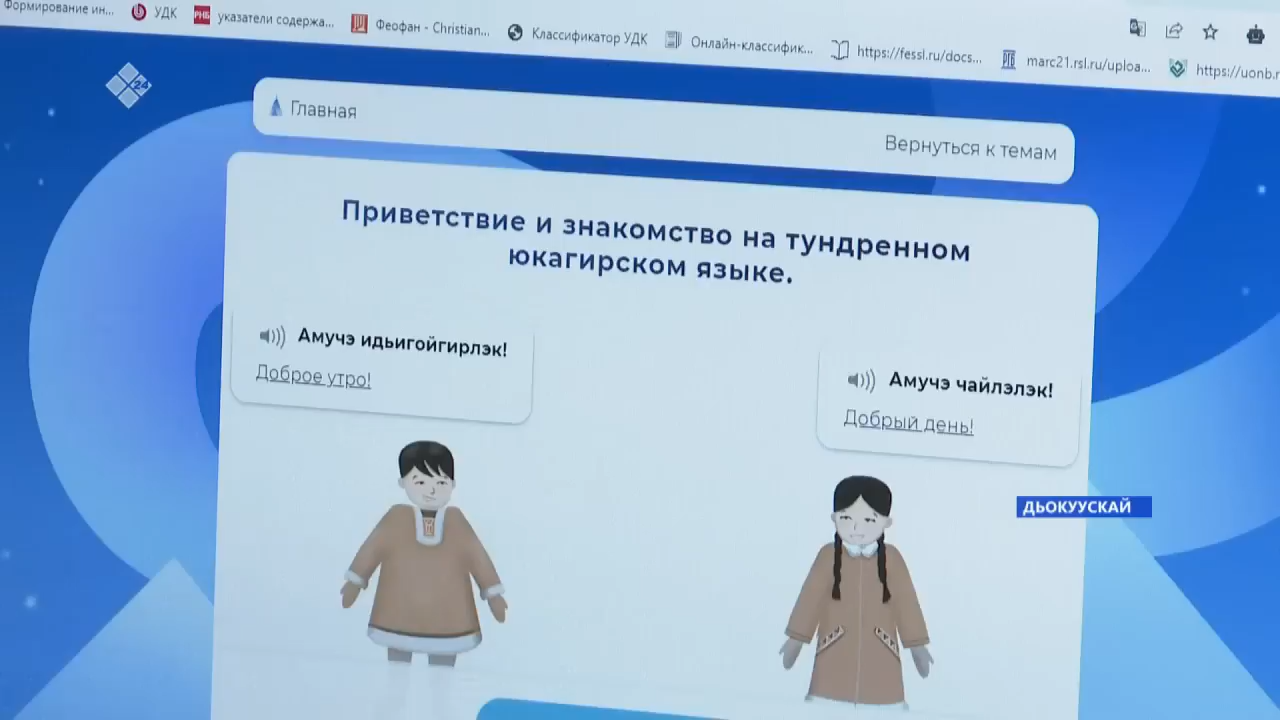 Формирование ин...
УДК
РНБ
указатели содержа...
Феофан - Christian...
Классификатор УДК
Онлайн-классифик...
https://fessl.ru/docs...
marc21.rsl.ru/uploa...
https://uonb.r
24
Главная
Вернуться к темам
Приветствие и знакомство на тундренном
юкагирском языке.
Амучэ идьигойгирлэк!
Доброе утро!
Амучэ чайлэлэк!
Добрый день!
ДЬОКУУСКАЙ